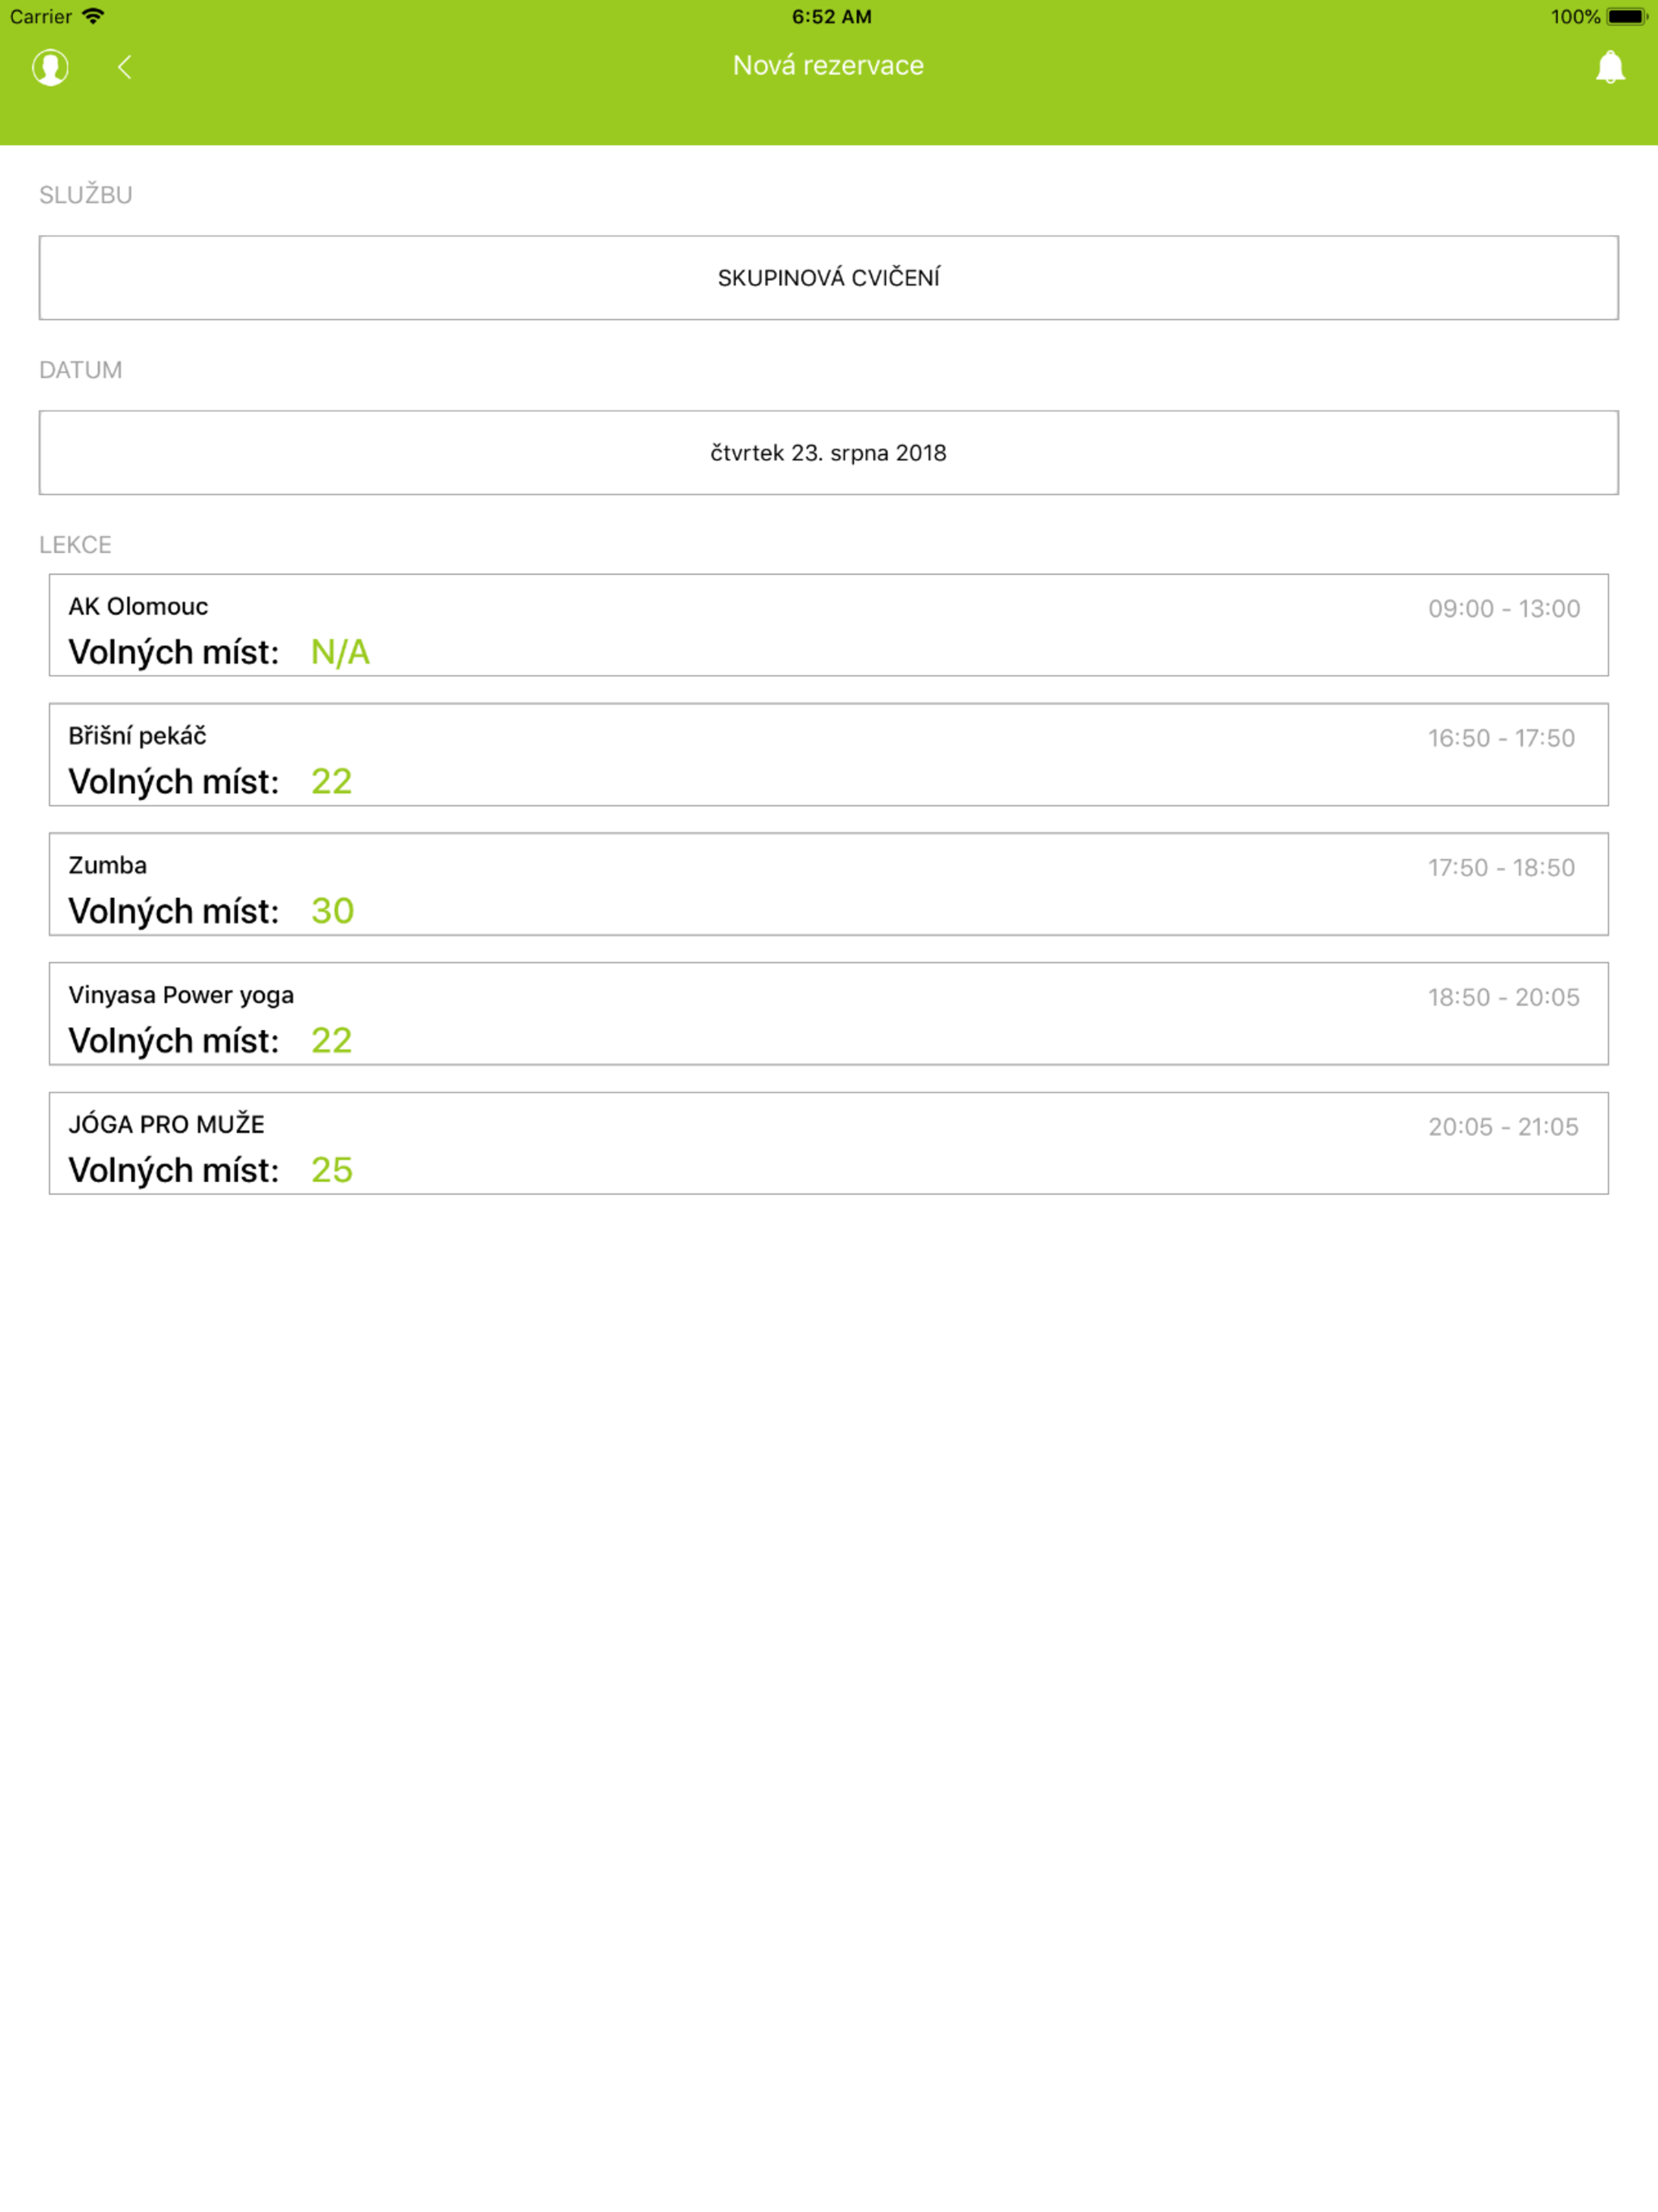 Carrier 6:52 AM 100%
Nová rezervace
SLUŽBU
SKUPINOVÁ CVIČENÍ
DATUM
čtvrtek 23. srpna 2018
LEKCE
AK Olomouc 09:00 - 13:00
Volných míst: N/A
Břišní pekáč 16:50 - 17:50
Volných míst: 22
Zumba 17:50 - 18:50
Volných míst: 30
Vinyasa Power yoga 18:50 - 20:05
Volných míst: 22
JÓGA PRO MUŽE 20:05 - 21:05
Volných míst: 25